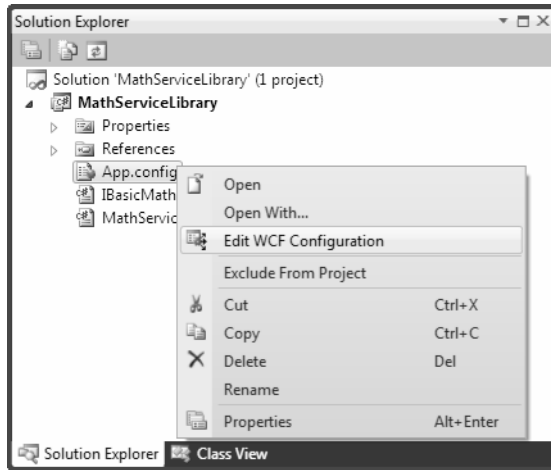 Solution Explorer
Solution 'MathServiceLibrary' (1 project)
MathServiceLibrary
Properties
References
App.config
IBasicMath
MathServic
Open
Open With...
Edit WCF Configuration
Exclude From Project
Cut Ctrl+X
Copy Ctrl+C
Delete Del
Rename
Properties Alt+Enter
Solution Explorer Class View